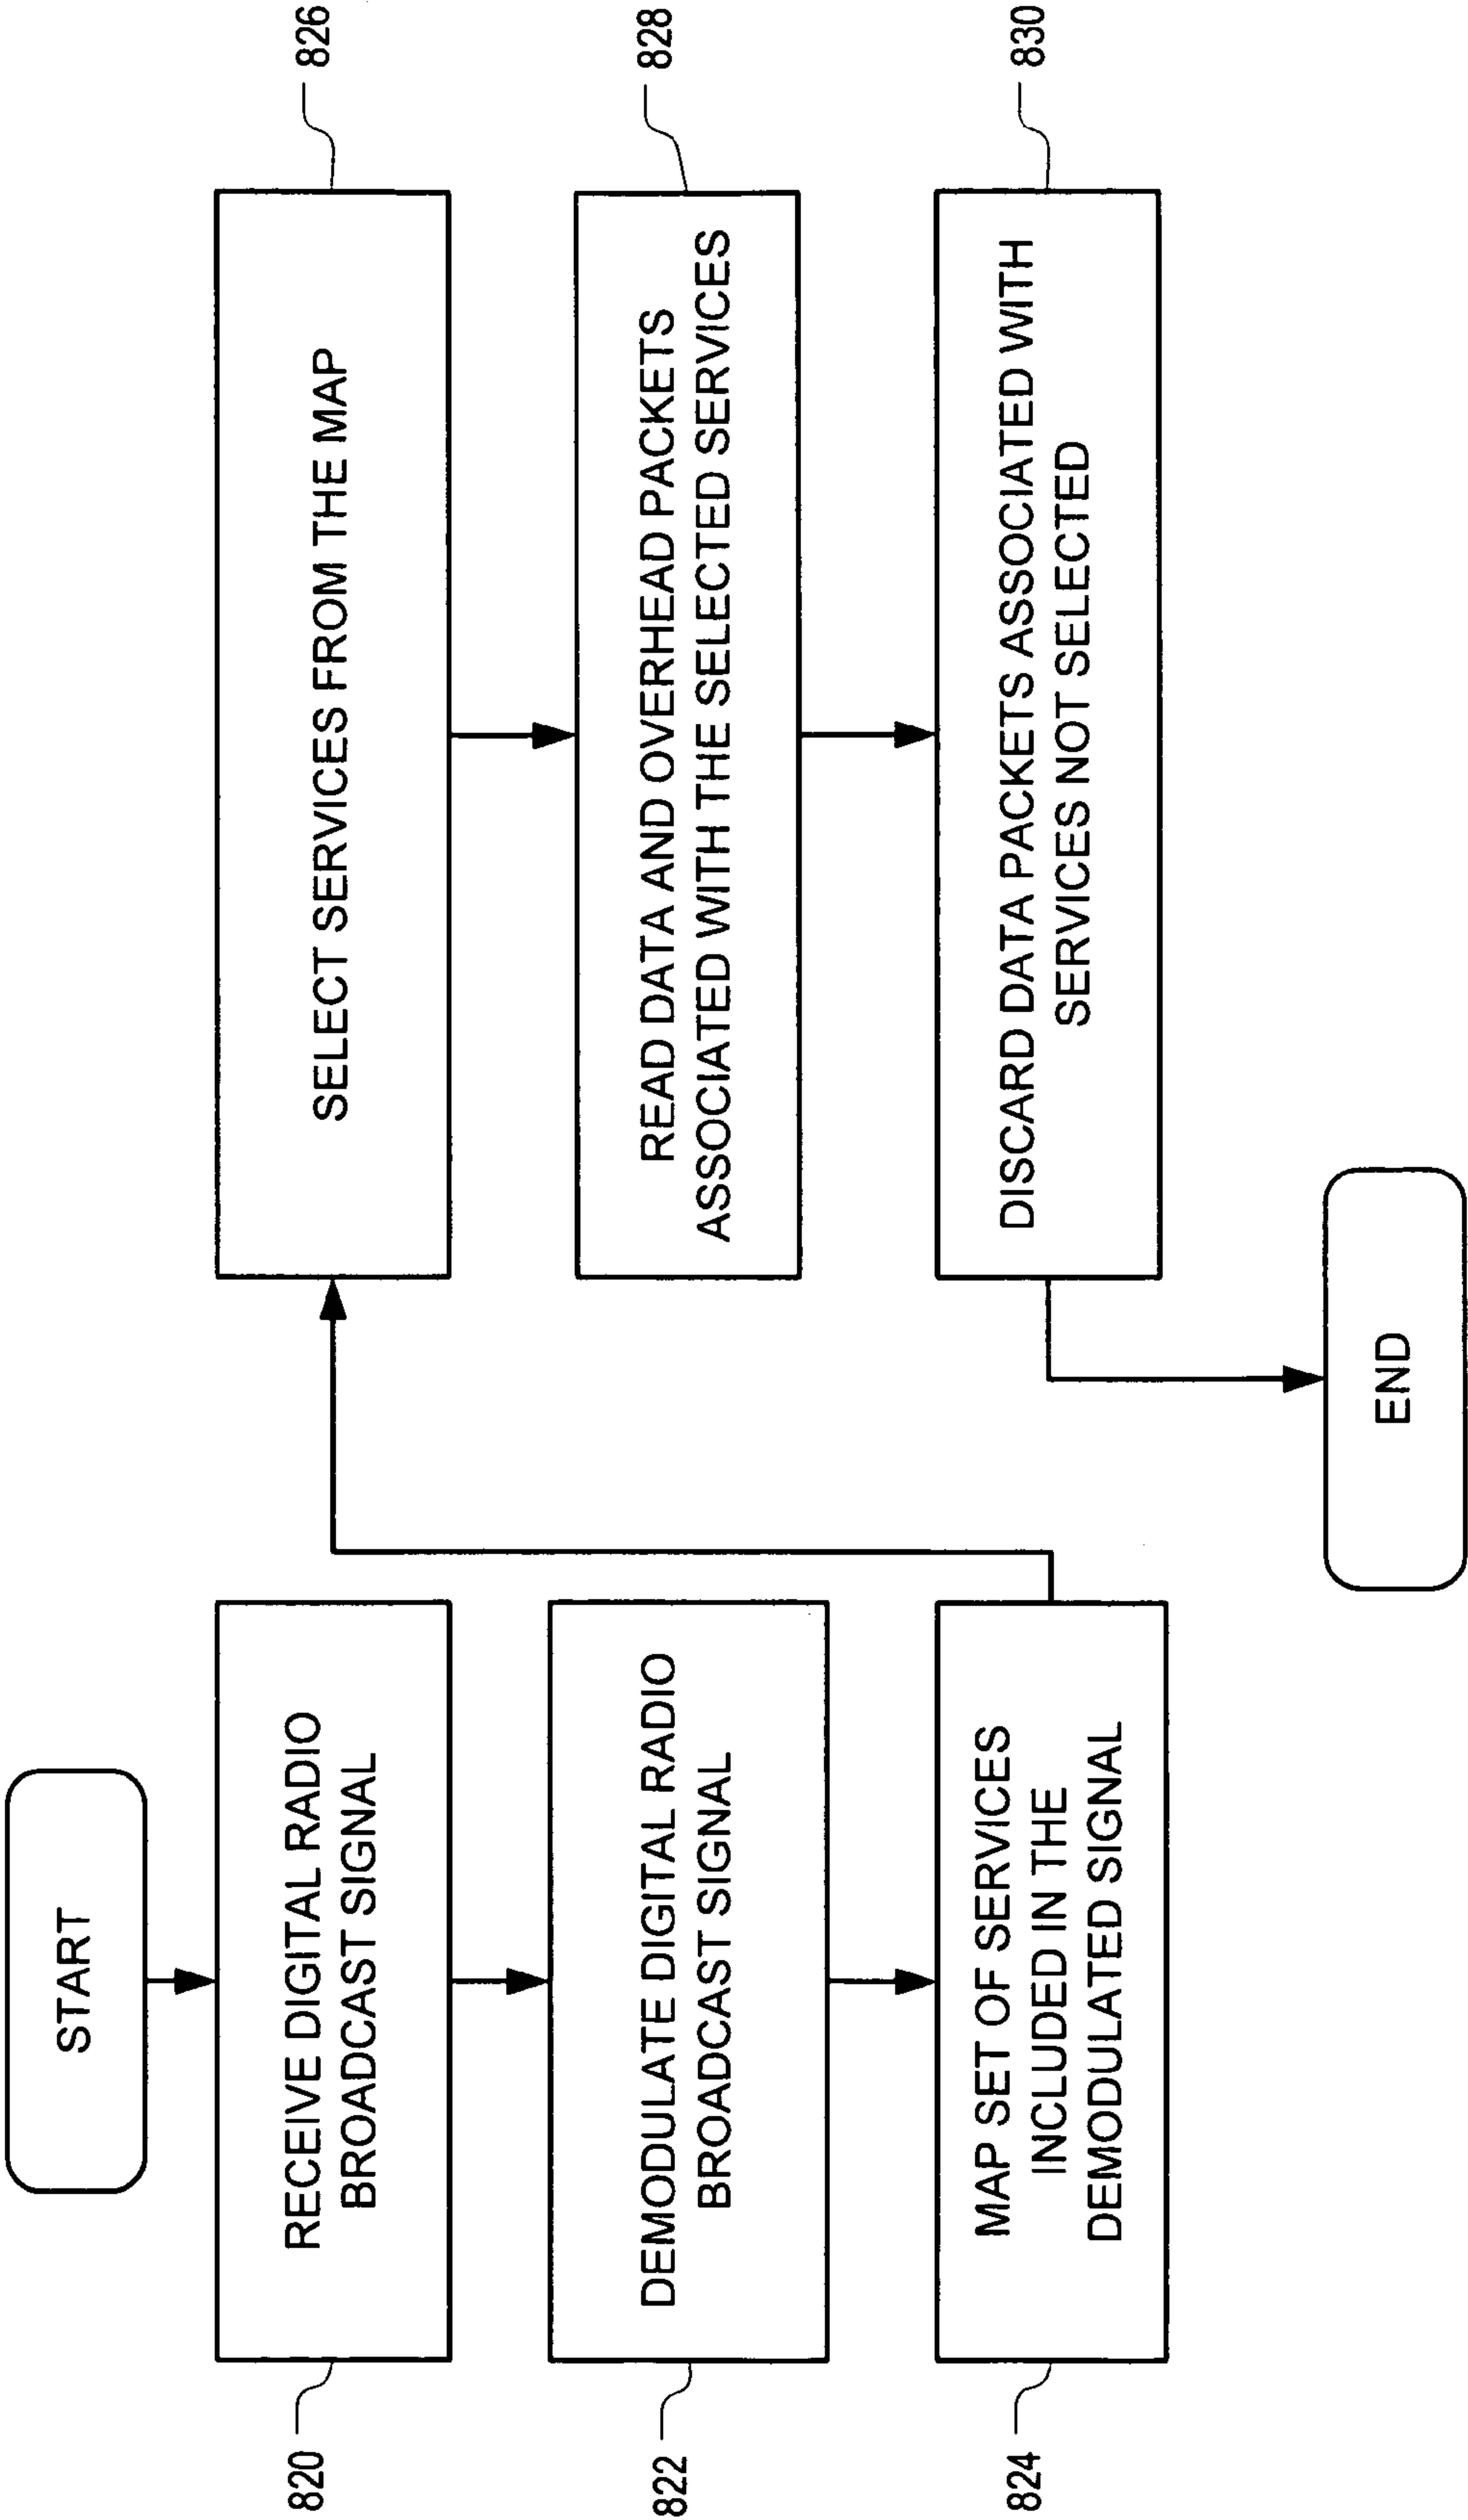 START
820
RECEIVE DIGITAL RADIO
BROADCAST SIGNAL
822
DEMODULATE DIGITAL RADIO
BROADCAST SIGNAL
824
MAP SET OF SERVICES
INCLUDED IN THE
DEMODULATED SIGNAL
826
SELECT SERVICES FROM THE MAP
828
READ DATA AND OVERHEAD PACKETS
ASSOCIATED WITH THE SELECTED SERVICES
830
DISCARD DATA PACKETS ASSOCIATED WITH
SERVICES NOT SELECTED
END